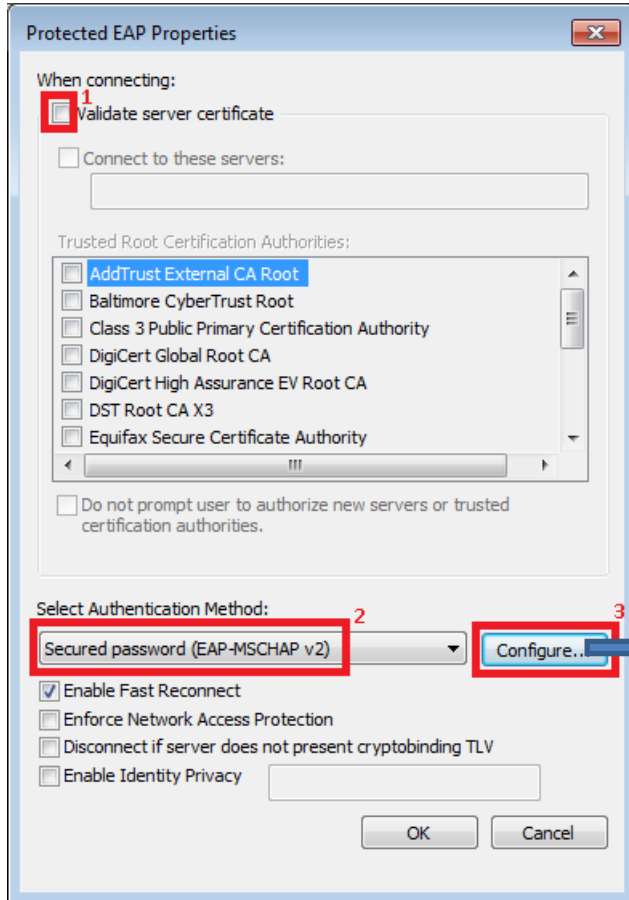 Protected EAP Properties
When connecting:
1
Validate server certificate
Connect to these servers:
Trusted Root Certification Authorities:
AddTrust External CA Root
Baltimore CyberTrust Root
Class 3 Public Primary Certification Authority
DigiCert Global Root CA
DigiCert High Assurance EV Root CA
DST Root CA X3
Equifax Secure Certificate Authority
Do not prompt user to authorize new servers or trusted
certification authorities.
Select Authentication Method:
2
3
Secured password (EAP-MSCHAP v2)
Configure...
Enable Fast Reconnect
Enforce Network Access Protection
Disconnect if server does not present cryptobinding TLV
Enable Identity Privacy
OK
Cancel